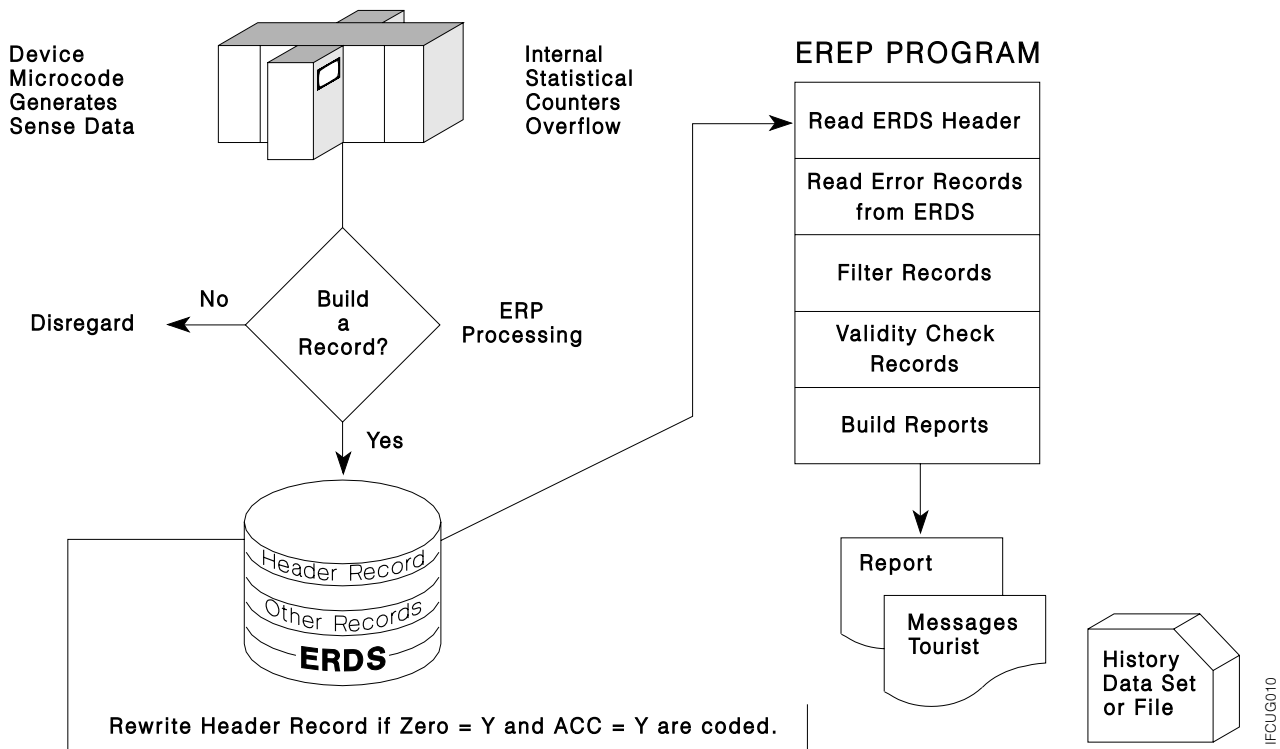 Device
Microcode
Generates
Sense Data
Internal
Statistical
Counters
Overflow
No
Disregard
Build
a
Record?
ERP
Processing
Yes
Header Record
Other Records
ERDS
Rewrite Header Record if Zero = Y and ACC = Y are coded.
EREP PROGRAM
Read ERDS Header
Read Error Records
from ERDS
Filter Records
Validity Check
Records
Build Reports
Report
Messages
Tourist
History
Data Set
or File
IFCUG010